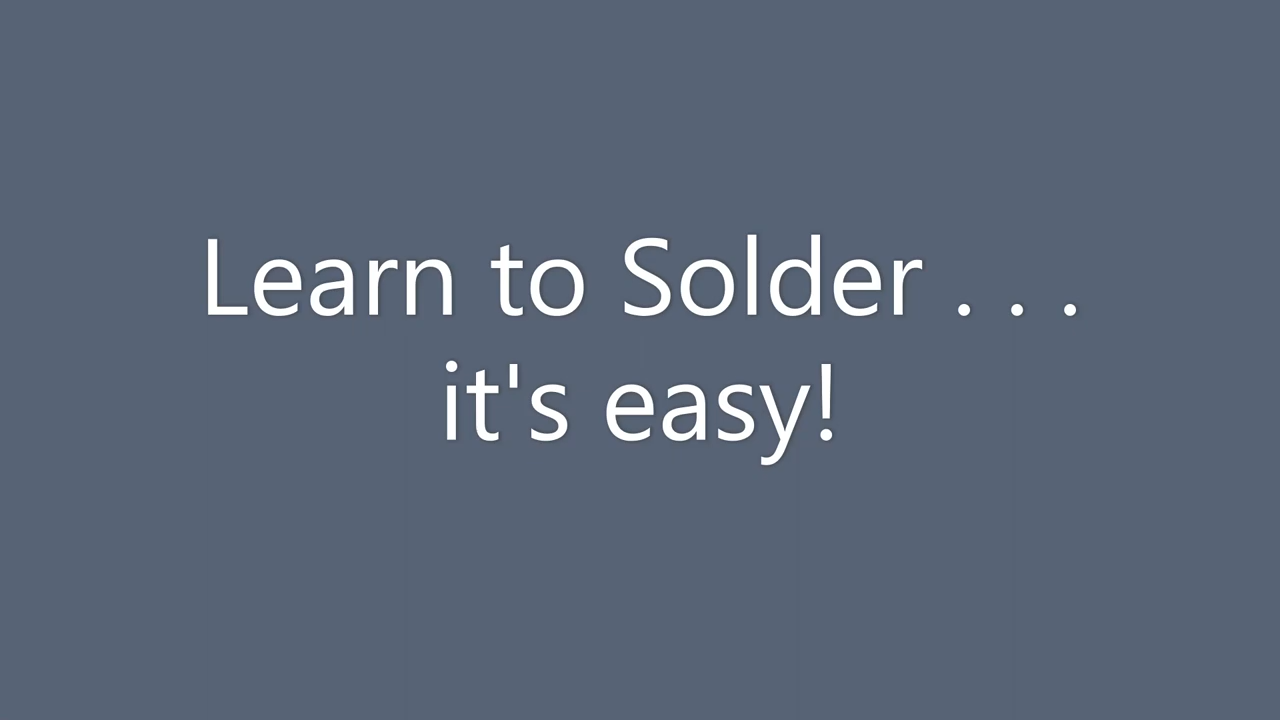 Learn to Solder . . .
it's easy!